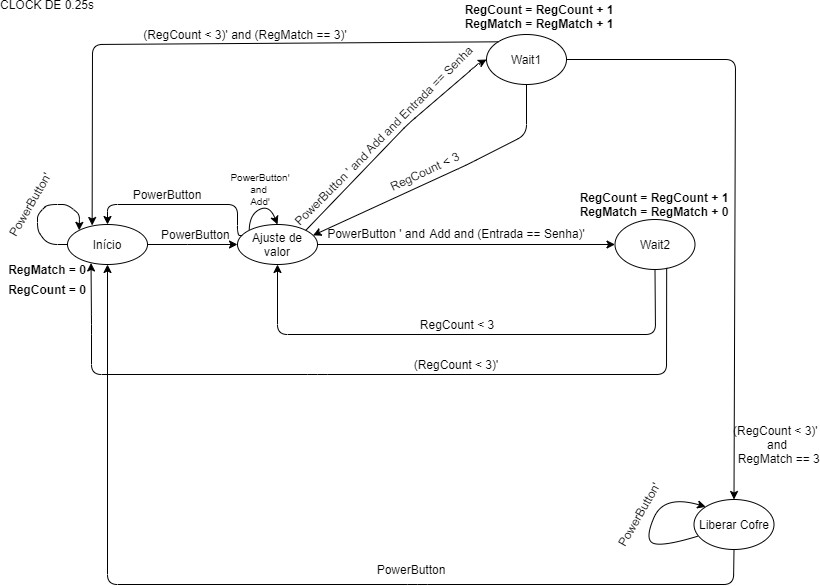 CLOCK DE 0.25s
RegCount = RegCount + 1
RegMatch = RegMatch + 1
(RegCount < 3)' and (RegMatch == 3)'
Wait1
PowerButton ' and Add and Entrada == Senha
RegCount < 3
PowerButton'
PowerButton'
and
Add'
PowerButton
RegCount = RegCount + 1
RegMatch = RegMatch + 0
Início
PowerButton
Ajuste de
valor
PowerButton ' and Add and (Entrada == Senha)'
Wait2
RegMatch = 0
RegCount = 0
RegCount < 3
(RegCount < 3)'
(RegCount < 3)'
and
RegMatch == 3
PowerButton'
Liberar Cofre
PowerButton